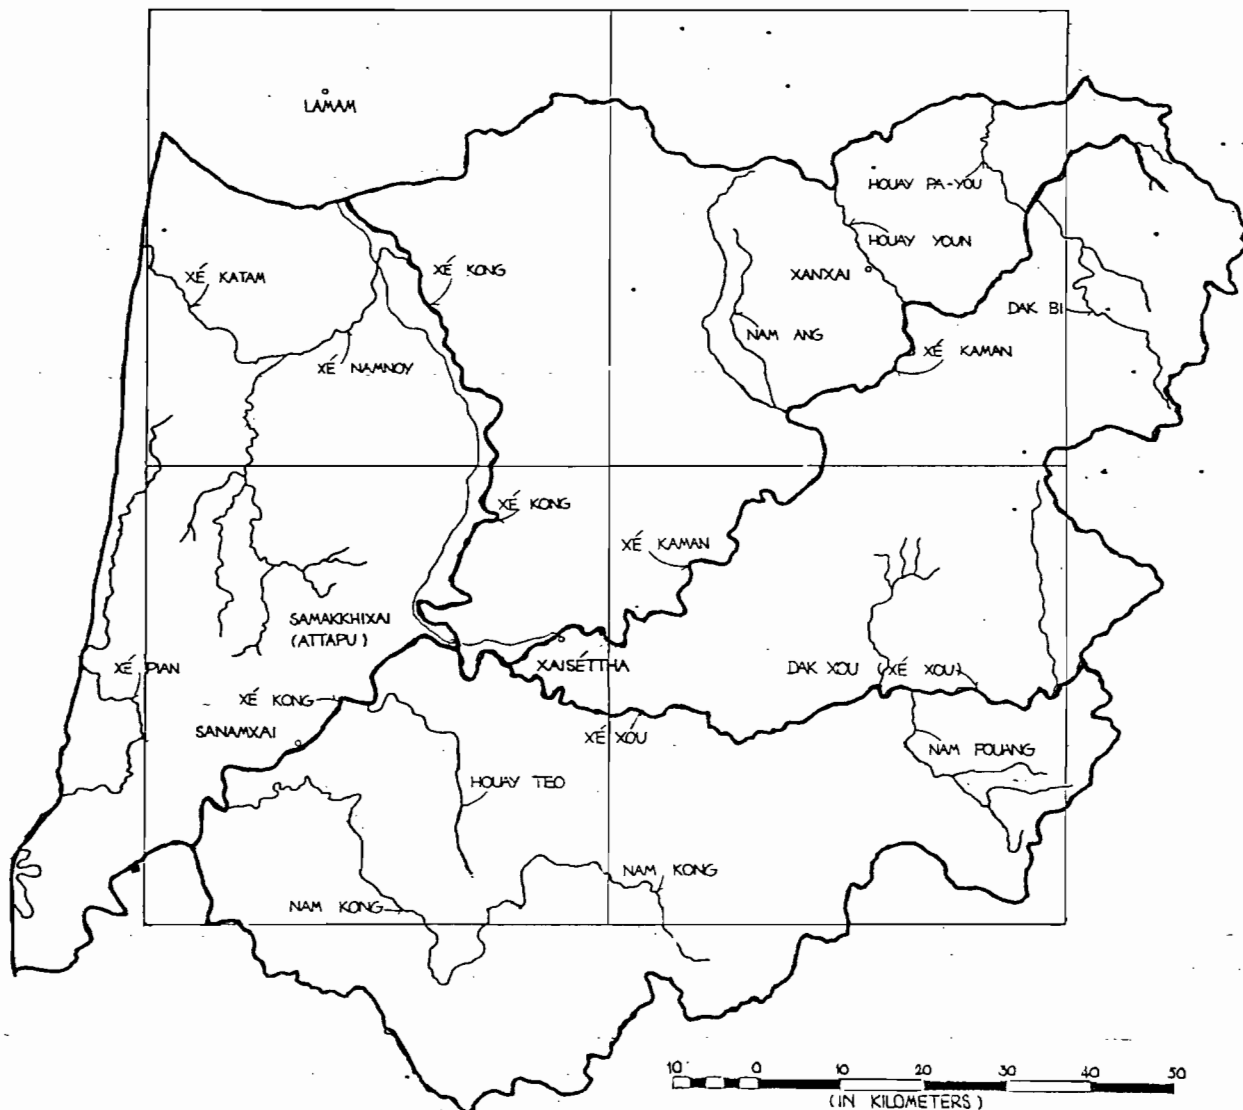 LAMAM
HOUAY PA-YOU
HOUAY YOUN
XÉ KATAM
XÉ KONG
XANXAI
DAK BI
NAM ANG
XÉ KAMAN
XÉ NAMNOY
XÉ KONG
XÉ KAMAN
SAMAKKHIXAI
(ATTAPU)
XÉ PIAN
XAISÉTTHA
DAK XOU (XÉ XOU)
XÉ KONG
SANAMXAI
XÉ XOU
NAM POUANG
HOUAY TEO
NAM KONG
NAM KONG
10 0 10 20 30 40 50
(IN KILOMETERS)